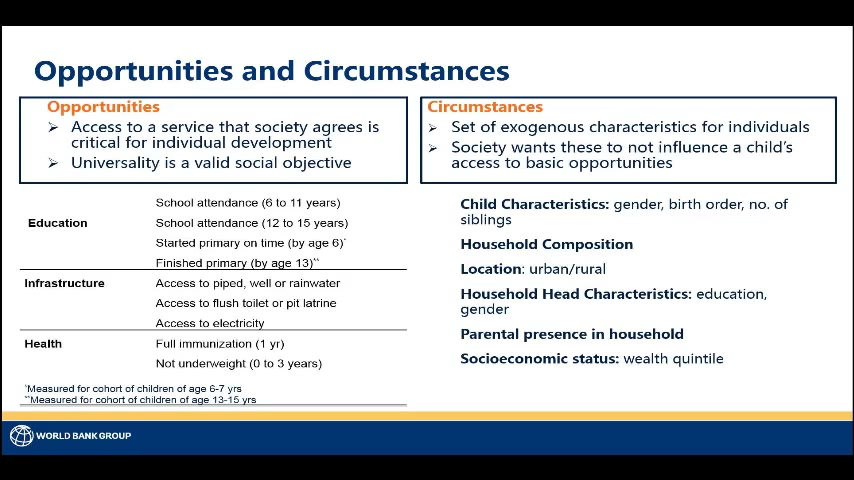 Opportunities and Circumstances
Opportunities
➢ Access to a service that society agrees is
critical for individual development
➢ Universality is a valid social objective
Circumstances
➢ Set of exogenous characteristics for individuals
➢ Society wants these to not influence a child's
access to basic opportunities
School attendance (6 to 11 years)
Education School attendance (12 to 15 years)
Started primary on time (by age 6)*
Finished primary (by age 13)**
Infrastructure Access to piped, well or rainwater
Access to flush toilet or pit latrine
Access to electricity
Health Full immunization (1 yr)
Not underweight (0 to 3 years)
*Measured for cohort of children of age 6-7 yrs
**Measured for cohort of children of age 13-15 yrs
Child Characteristics: gender, birth order, no. of
siblings
Household Composition
Location: urban/rural
Household Head Characteristics: education,
gender
Parental presence in household
Socioeconomic status: wealth quintile
WORLD BANK GROUP